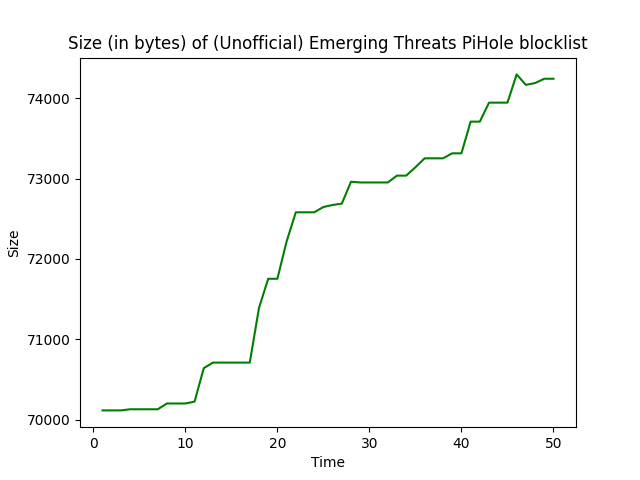 Size (in bytes) of (Unofficial) Emerging Threats PiHole blocklist
74000
73000
72000
71000
70000
Size
0 10 20 30 40 50
Time